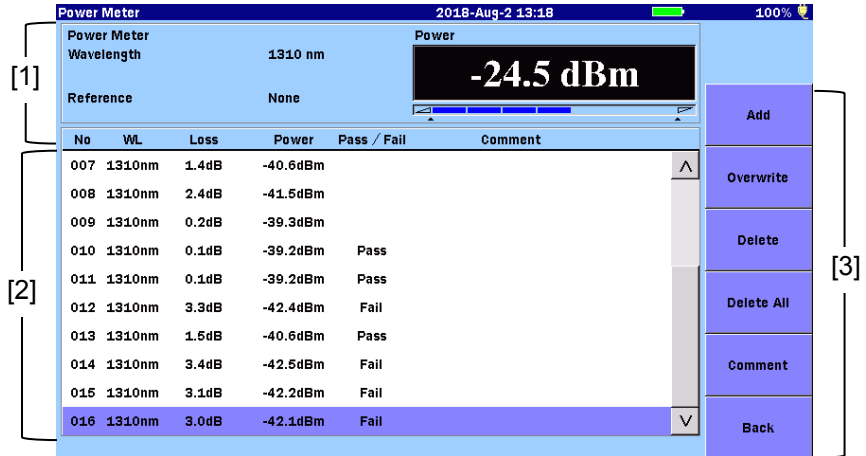 Power Meter 2018-Aug-2 13:18 100%
Power Meter Power
Wavelength 1310 nm
-24.5 dBm
Reference None
[1]
No WL Loss Power Pass / Fail Comment
007 1310nm 1.4dB -40.6dBm
008 1310nm 2.4dB -41.5dBm
009 1310nm 0.2dB -39.3dBm
010 1310nm 0.1dB -39.2dBm Pass
011 1310nm 0.1dB -39.2dBm Pass
012 1310nm 3.3dB -42.4dBm Fail
013 1310nm 1.5dB -40.6dBm Pass
014 1310nm 3.4dB -42.5dBm Fail
015 1310nm 3.1dB -42.2dBm Fail
016 1310nm 3.0dB -42.1dBm Fail
[2]
Add
Overwrite
Delete
Delete All
Comment
Back
[3]